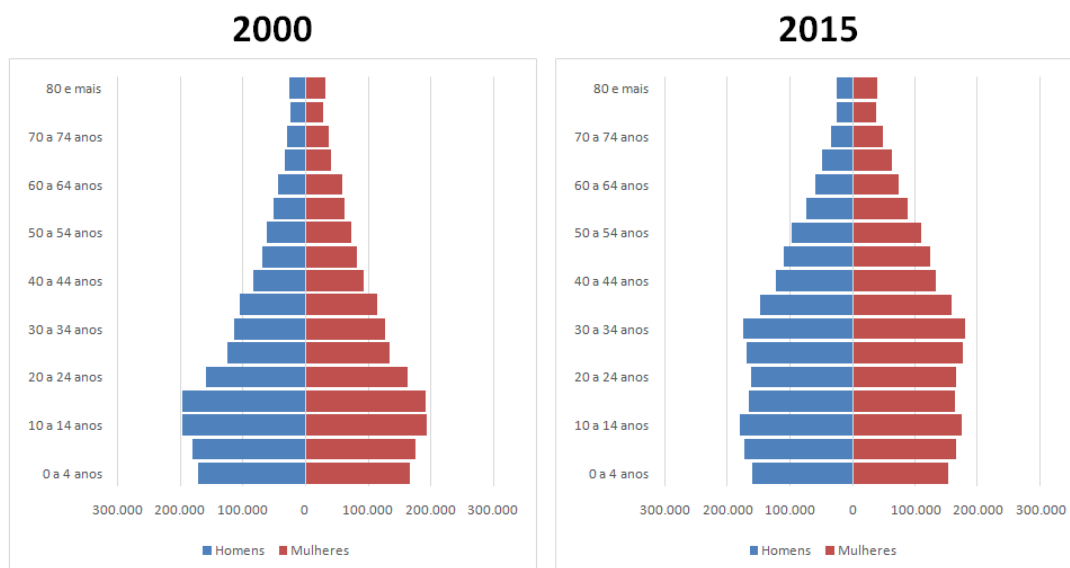 2000
80 e mais
70 a 74 anos
60 a 64 anos
50 a 54 anos
40 a 44 anos
30 a 34 anos
20 a 24 anos
10 a 14 anos
0 a 4 anos
300.000 200.000 100.000 0 100.000 200.000 300.000
Homens Mulheres
2015
80 e mais
70 a 74 anos
60 a 64 anos
50 a 54 anos
40 a 44 anos
30 a 34 anos
20 a 24 anos
10 a 14 anos
0 a 4 anos
300.000 200.000 100.000 0 100.000 200.000 300.000
Homens Mulheres